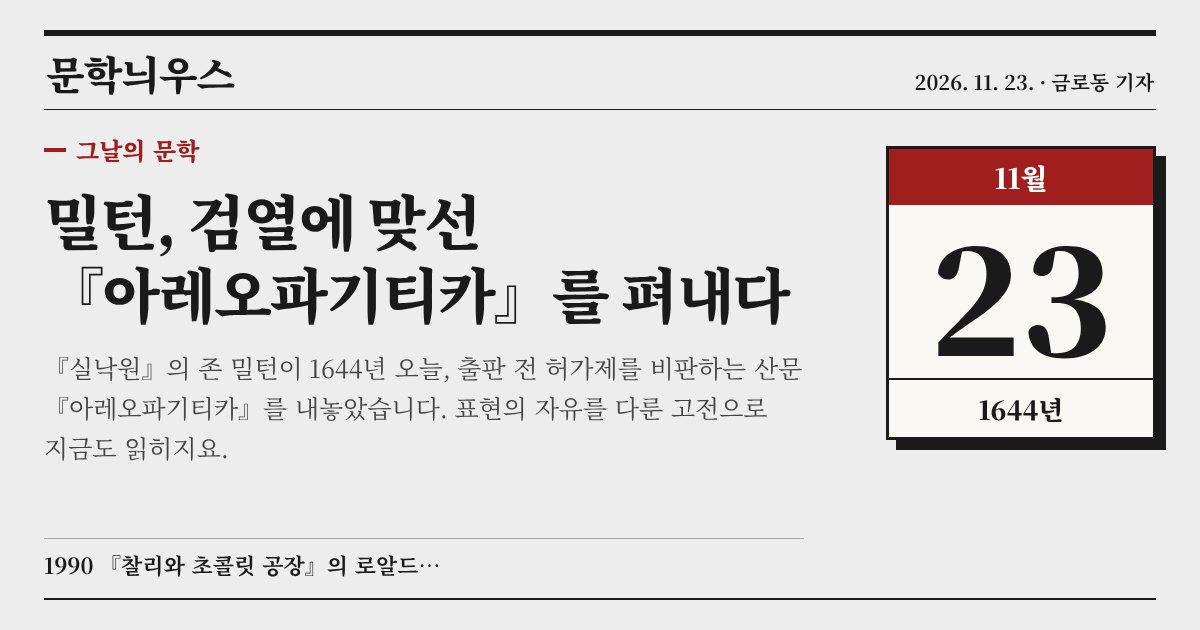 문학늬우스
2026. 11. 23. · 금로동 기자
그날의 문학
밀턴, 검열에 맞선
『아레오파기티카』를 펴내다
『실낙원』의 존 밀턴이 1644년 오늘, 출판 전 허가제를 비판하는 산문
『아레오파기티카』를 내놓았습니다. 표현의 자유를 다룬 고전으로
지금도 읽히지요.
11월
23
1644년
1990 『찰리와 초콜릿 공장』의 로알드…